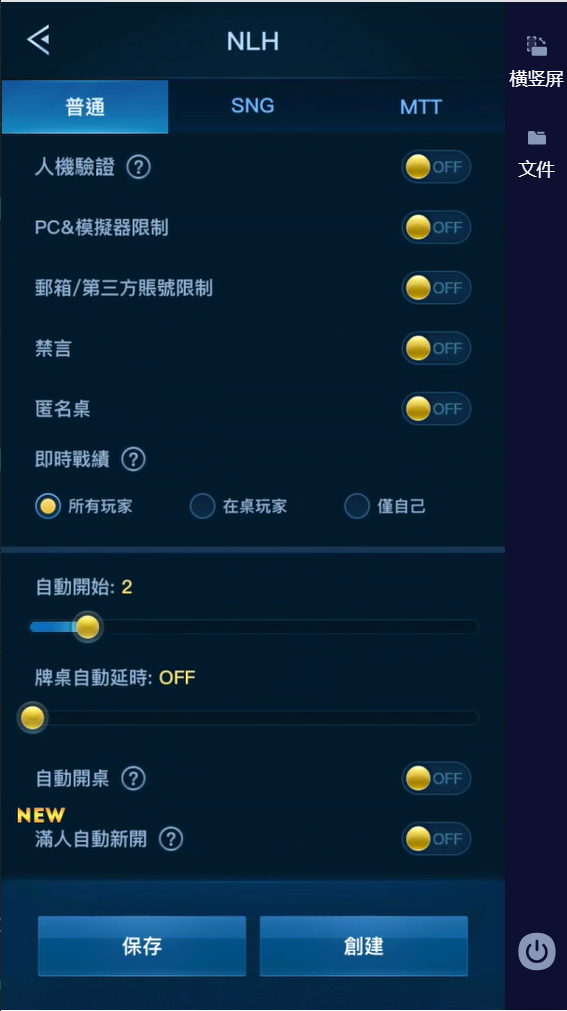 NLH
橫竖屏
普通 SNG MTT
人機驗證 ? OFF
文件
PC&模擬器限制 OFF
郵箱/第三方賬號限制 OFF
禁言 OFF
匿名桌 OFF
即時戰績 ?
所有玩家 在桌玩家 僅自己
自動開始: 2
牌桌自動延時: OFF
自動開桌 ? OFF
NEW
滿人自動新開 ? OFF
保存 創建